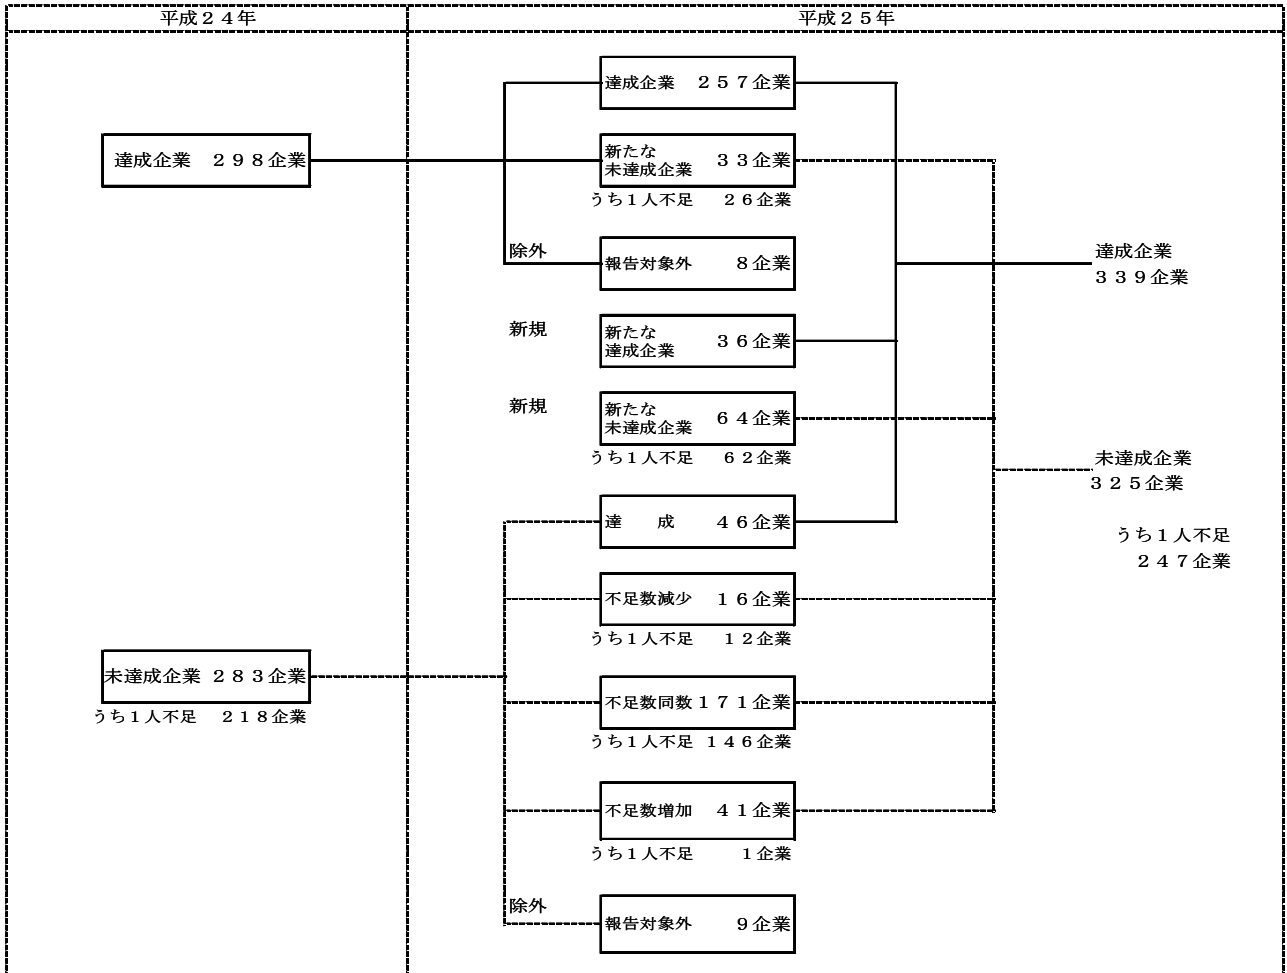 平成２４年
平成２５年
達成企業　２５７企業
達成企業　２９８企業
新たな
未達成企業　３３企業
うち１人不足　２６企業
除外
報告対象外　８企業
達成企業
３３９企業
新規
新たな
達成企業　３６企業
新規
新たな
未達成企業　６４企業
うち１人不足　６２企業
未達成企業
３２５企業
うち１人不足
２４７企業
達　成　４６企業
不足数減少　１６企業
うち１人不足　１２企業
未達成企業 ２８３企業
うち１人不足　２１８企業
不足数同数 １７１企業
うち１人不足 １４６企業
不足数増加　４１企業
うち１人不足　１企業
除外
報告対象外　９企業